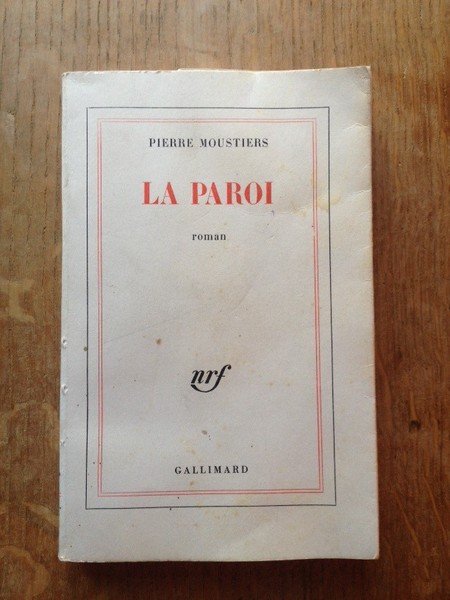 PIERRE MOUSTIERS
LA PAROI
roman
nrf
GALLIMARD